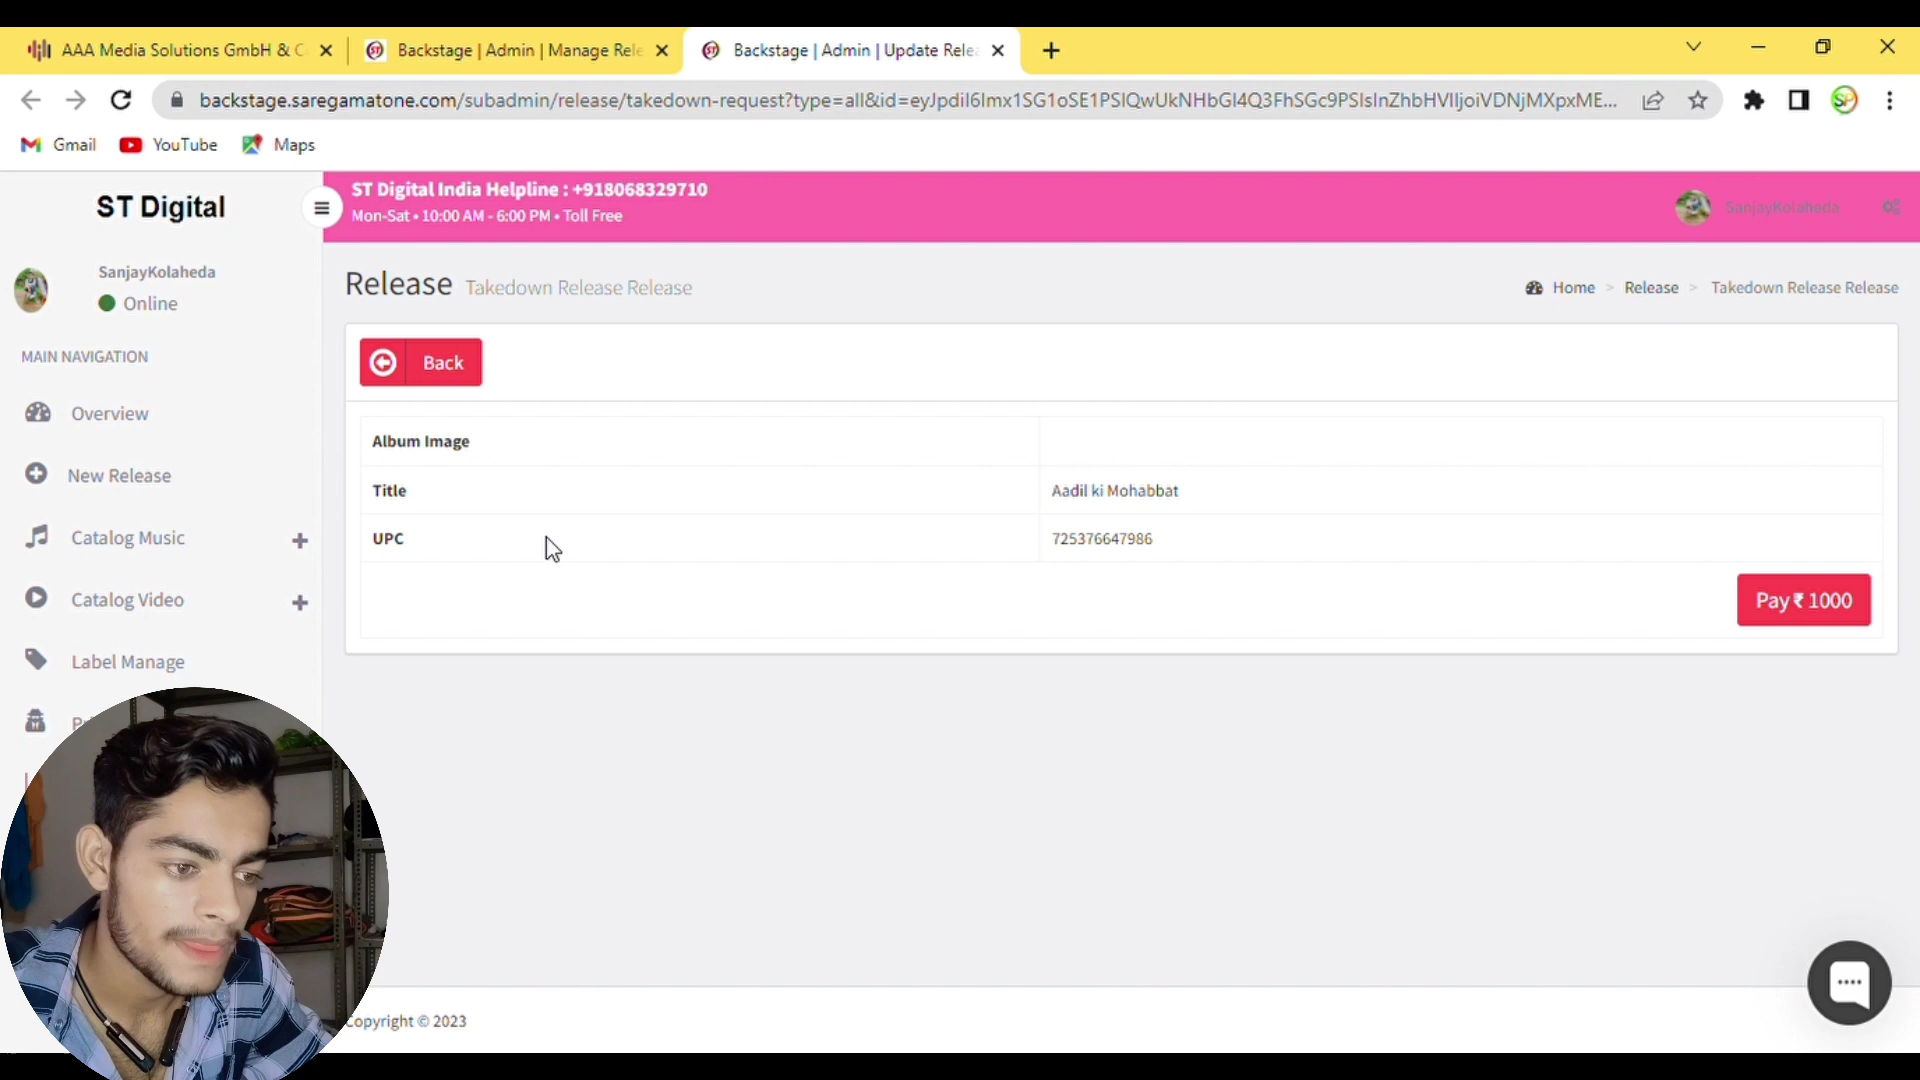 AAA Media Solutions GmbH & C
Backstage | Admin | Manage Rele
Backstage | Admin | Update Rele
backstage.saregamatone.com/subadmin/release/takedown-request?type=all&id=eyJpdiI6Imx1SG1oSE1PSlQwUkNHbGl4Q3FhSGc9PSIsInZhbHVlIjoiVDNjMXpxME...
Gmail
YouTube
Maps
ST Digital
ST Digital India Helpline : +918068329710
Mon-Sat • 10:00 AM - 6:00 PM • Toll Free
SanjayKolaheda
SanjayKolaheda
Online
Release Takedown Release Release
Home > Release > Takedown Release Release
MAIN NAVIGATION
Back
Overview
New Release
Catalog Music
Catalog Video
Label Manage
Album Image
Title
Aadil ki Mohabbat
UPC
725376647986
Pay ₹ 1000
Copyright © 2023